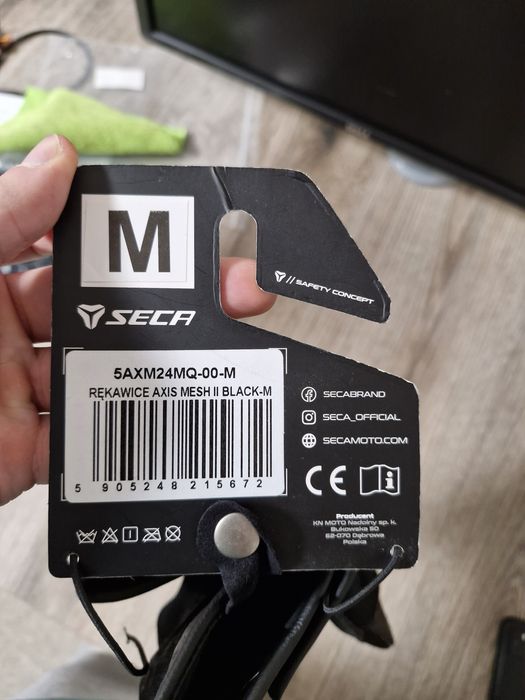 M
// SAFETY CONCEPT
SECA
5AXM24MQ-00-M
RĘKAWICE AXIS MESH II BLACK-M
5 905248 215672
SECABRAND
SECA_OFFICIAL
SECAMOTO.COM
CE
Producent
KN MOTO Nadolny sp. k.
Bukowska 50
62-070 Dąbrowa
Polska